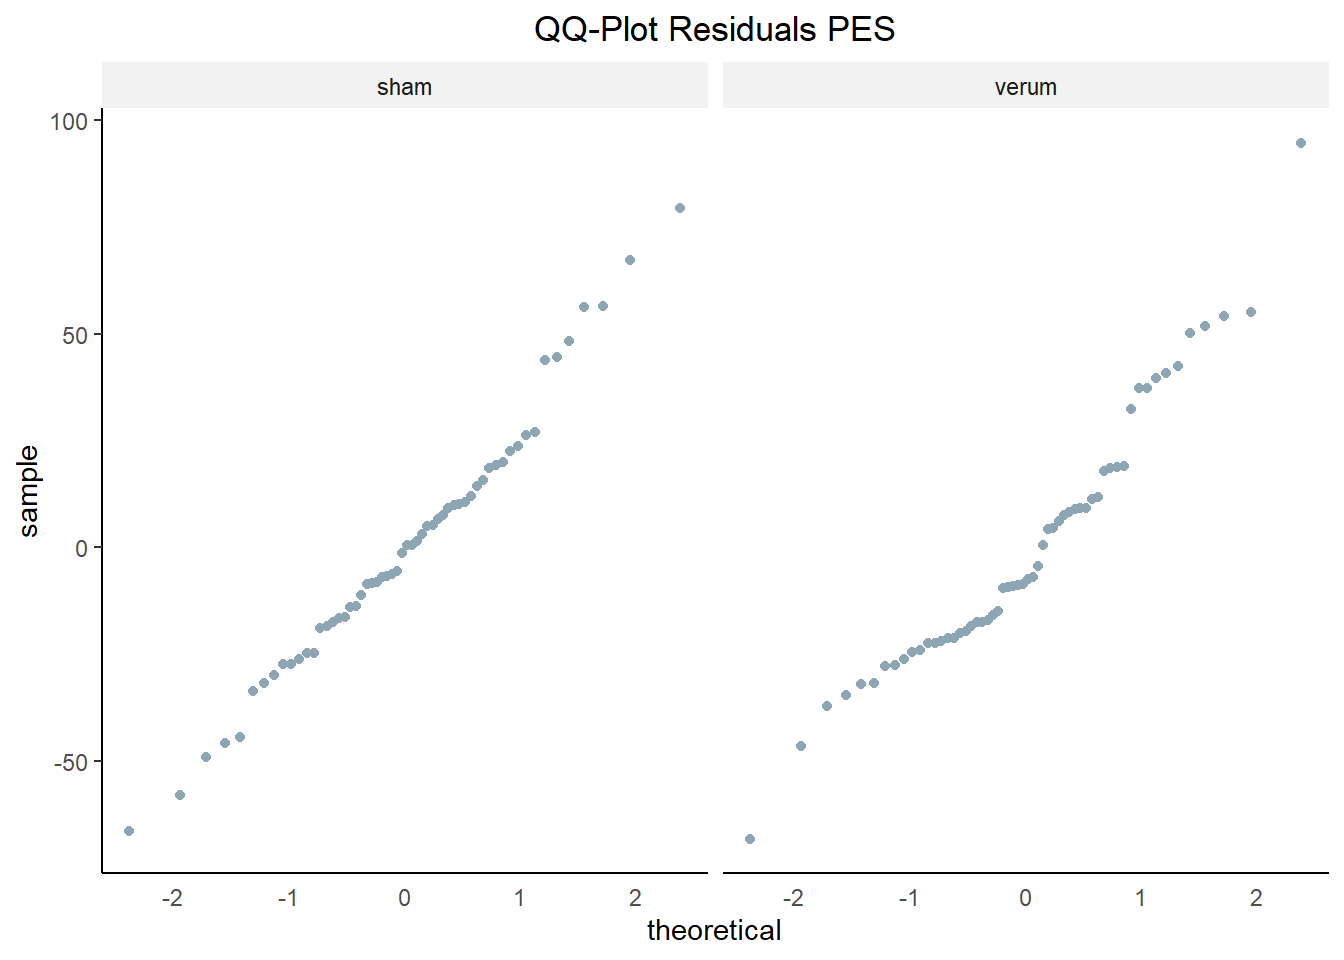 QQ-Plot Residuals PES
sham
verum
sample
100
50
0
-50
-2 -1 0 1 2
-2 -1 0 1 2
theoretical